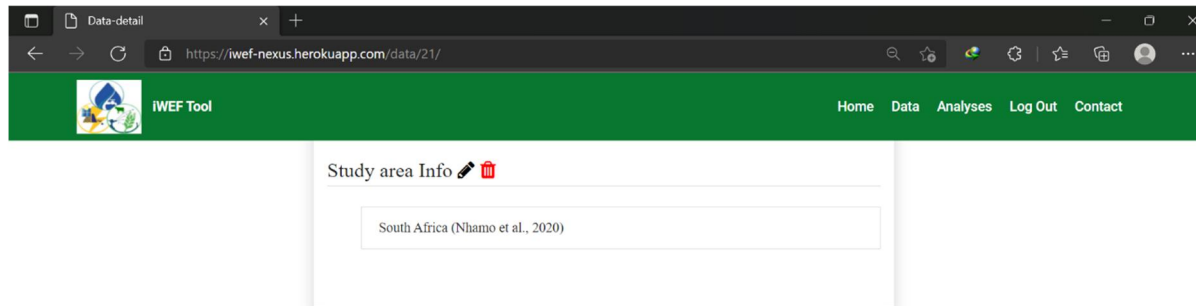 Data-detail
https://iwef-nexus.herokuapp.com/data/21/
iWEF Tool
Home Data Analyses Log Out Contact
Study area Info
South Africa (Nhamo et al., 2020)